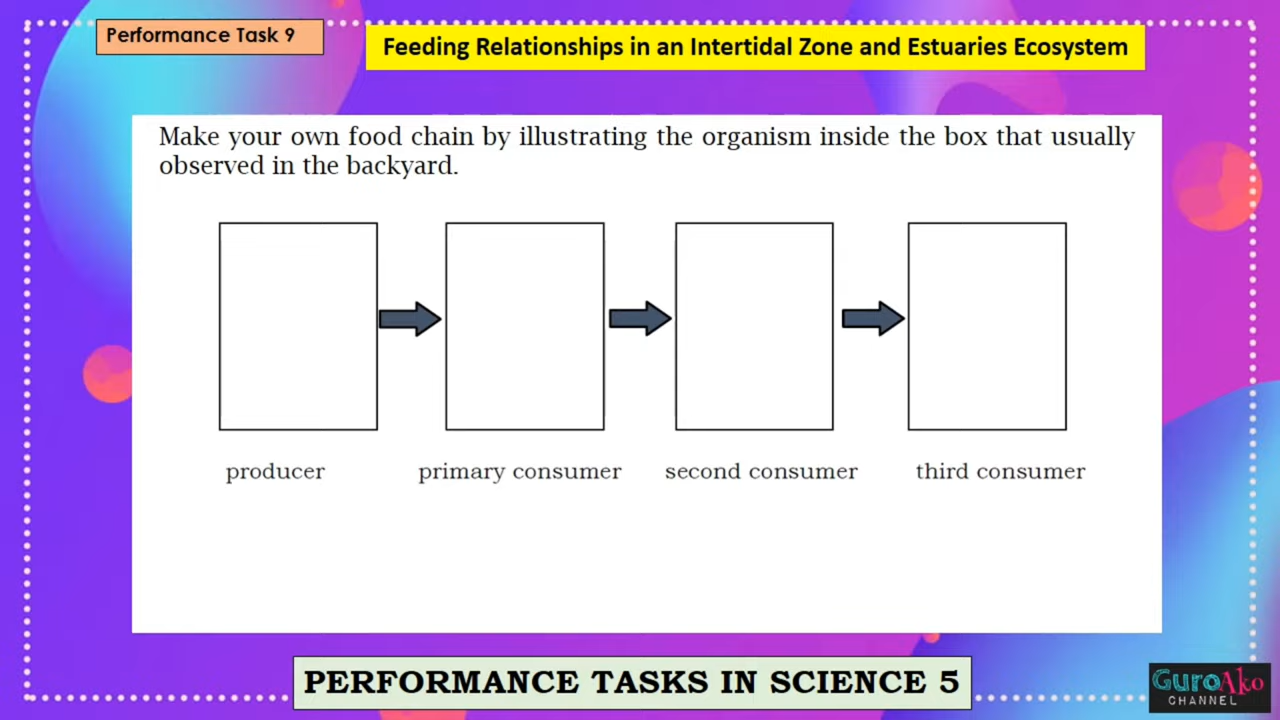 Performance Task 9
Feeding Relationships in an Intertidal Zone and Estuaries Ecosystem
Make your own food chain by illustrating the organism inside the box that usually
observed in the backyard.
producer
primary consumer
second consumer
third consumer
PERFORMANCE TASKS IN SCIENCE 5
GuroAko
CHANNEL